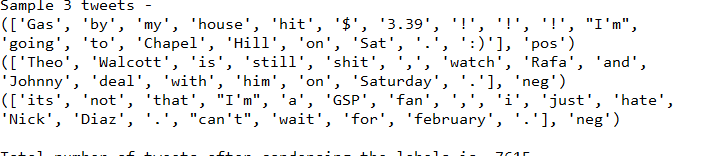 Sample 3 tweets -
(['Gas', 'by', 'my', 'house', 'hit', '$', '3.39', '!', '!', '!', "I'm",
'going', 'to', 'Chapel', 'Hill', 'on', 'Sat', '.', ':)'], 'pos')
(['Theo', 'Walcott', 'is', 'still', 'shit', ',', 'watch', 'Rafa', 'and',
'Johnny', 'deal', 'with', 'him', 'on', 'Saturday', '.'], 'neg')
(['its', 'not', 'that', "I'm", 'a', 'GSP', 'fan', ',', 'i', 'just', 'hate',
'Nick', 'Diaz', '.', "can't", 'wait', 'for', 'february', '.'], 'neg')
Total number of tweets after condensing the labels is 7615